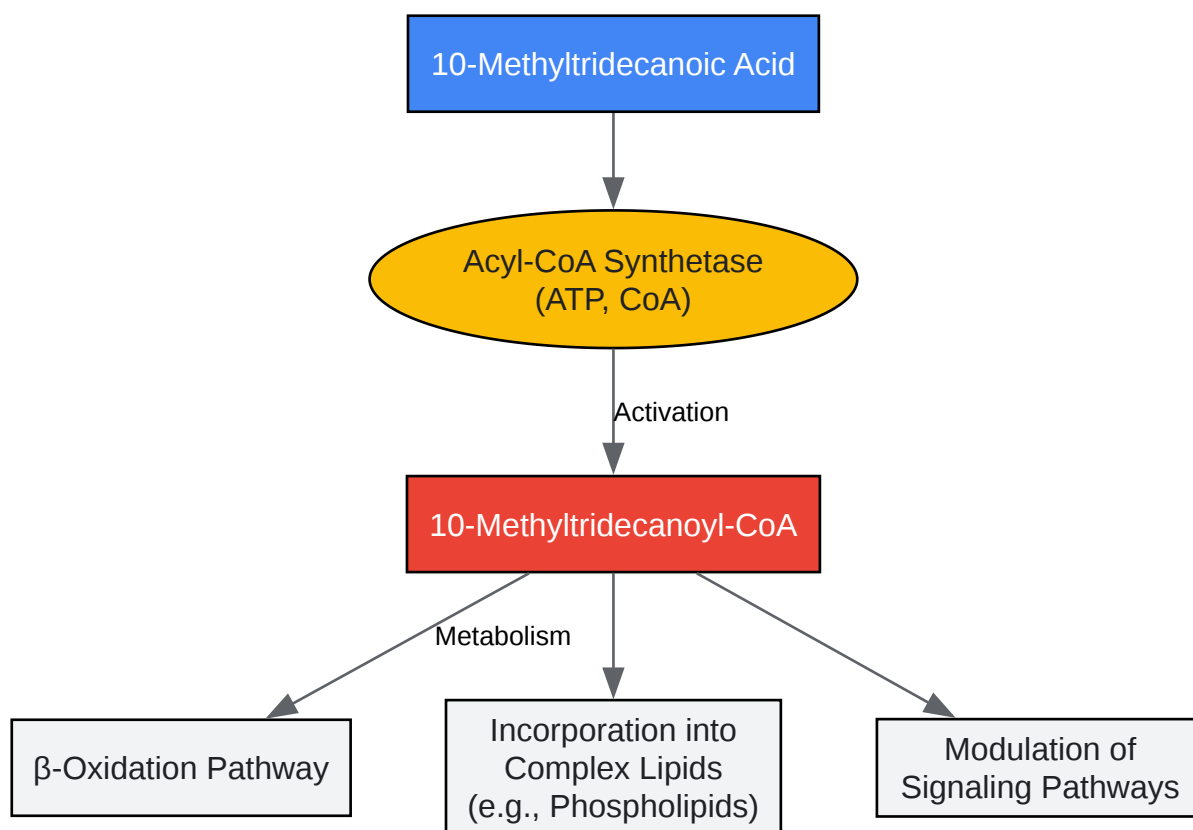 10-Methyltridecanoic Acid
Acyl-CoA Synthetase
(ATP, CoA)
Activation
10-Methyltridecanoyl-CoA
Metabolism
β-Oxidation Pathway
Incorporation into
Complex Lipids
(e.g., Phospholipids)
Modulation of
Signaling Pathways